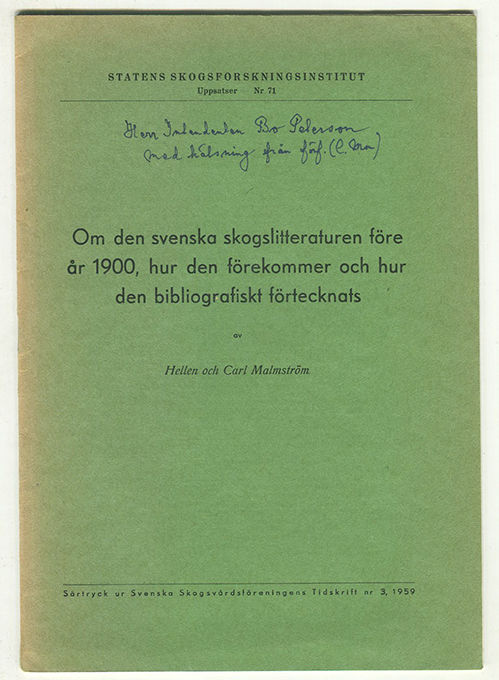 STATENS SKOGSFORSKNINGSINSTITUT
Uppsatser Nr 71
Herr Intendenten Bo Peterson
med hälsning från förf. (C. Mm)
Om den svenska skogslitteraturen före
år 1900, hur den förekommer och hur
den bibliografiskt förtecknats
av
Hellen och Carl Malmström
Särtryck ur Svenska Skogsvårdsföreningens Tidskrift nr 3, 1959